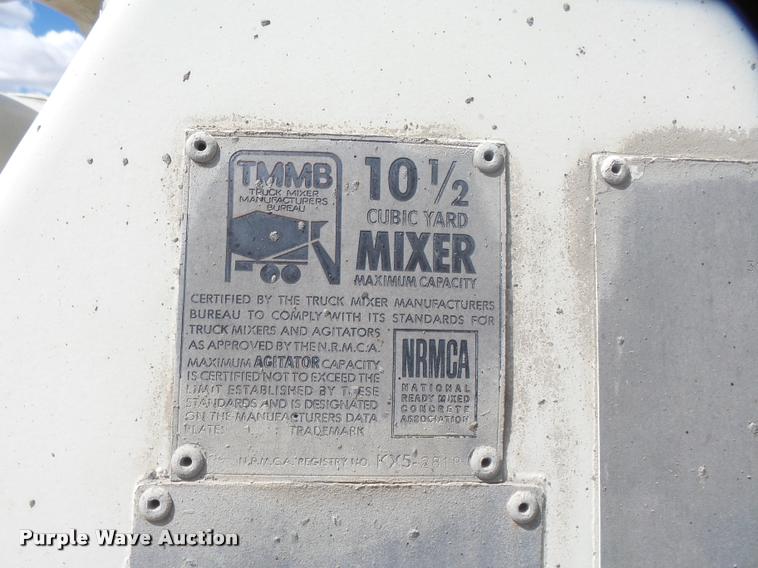 TMMB
TRUCK MIXER
MANUFACTURERS
BUREAU
10 1/2
CUBIC YARD
MIXER
MAXIMUM CAPACITY
CERTIFIED BY THE TRUCK MIXER MANUFACTURERS
BUREAU TO COMPLY WITH ITS STANDARDS FOR
TRUCK MIXERS AND AGITATORS
AS APPROVED BY THE N.R.M.C.A.
MAXIMUM AGITATOR CAPACITY
IS CERTIFIED NOT TO EXCEED THE
LIMIT ESTABLISHED BY THESE
STANDARDS AND IS DESIGNATED
ON THE MANUFACTURERS DATA
PLATE. TRADEMARK
NRMCA
NATIONAL
READY MIXED
CONCRETE
ASSOCIATION
N.R.M.C.A. REGISTRY NO.
Purple Wave Auction